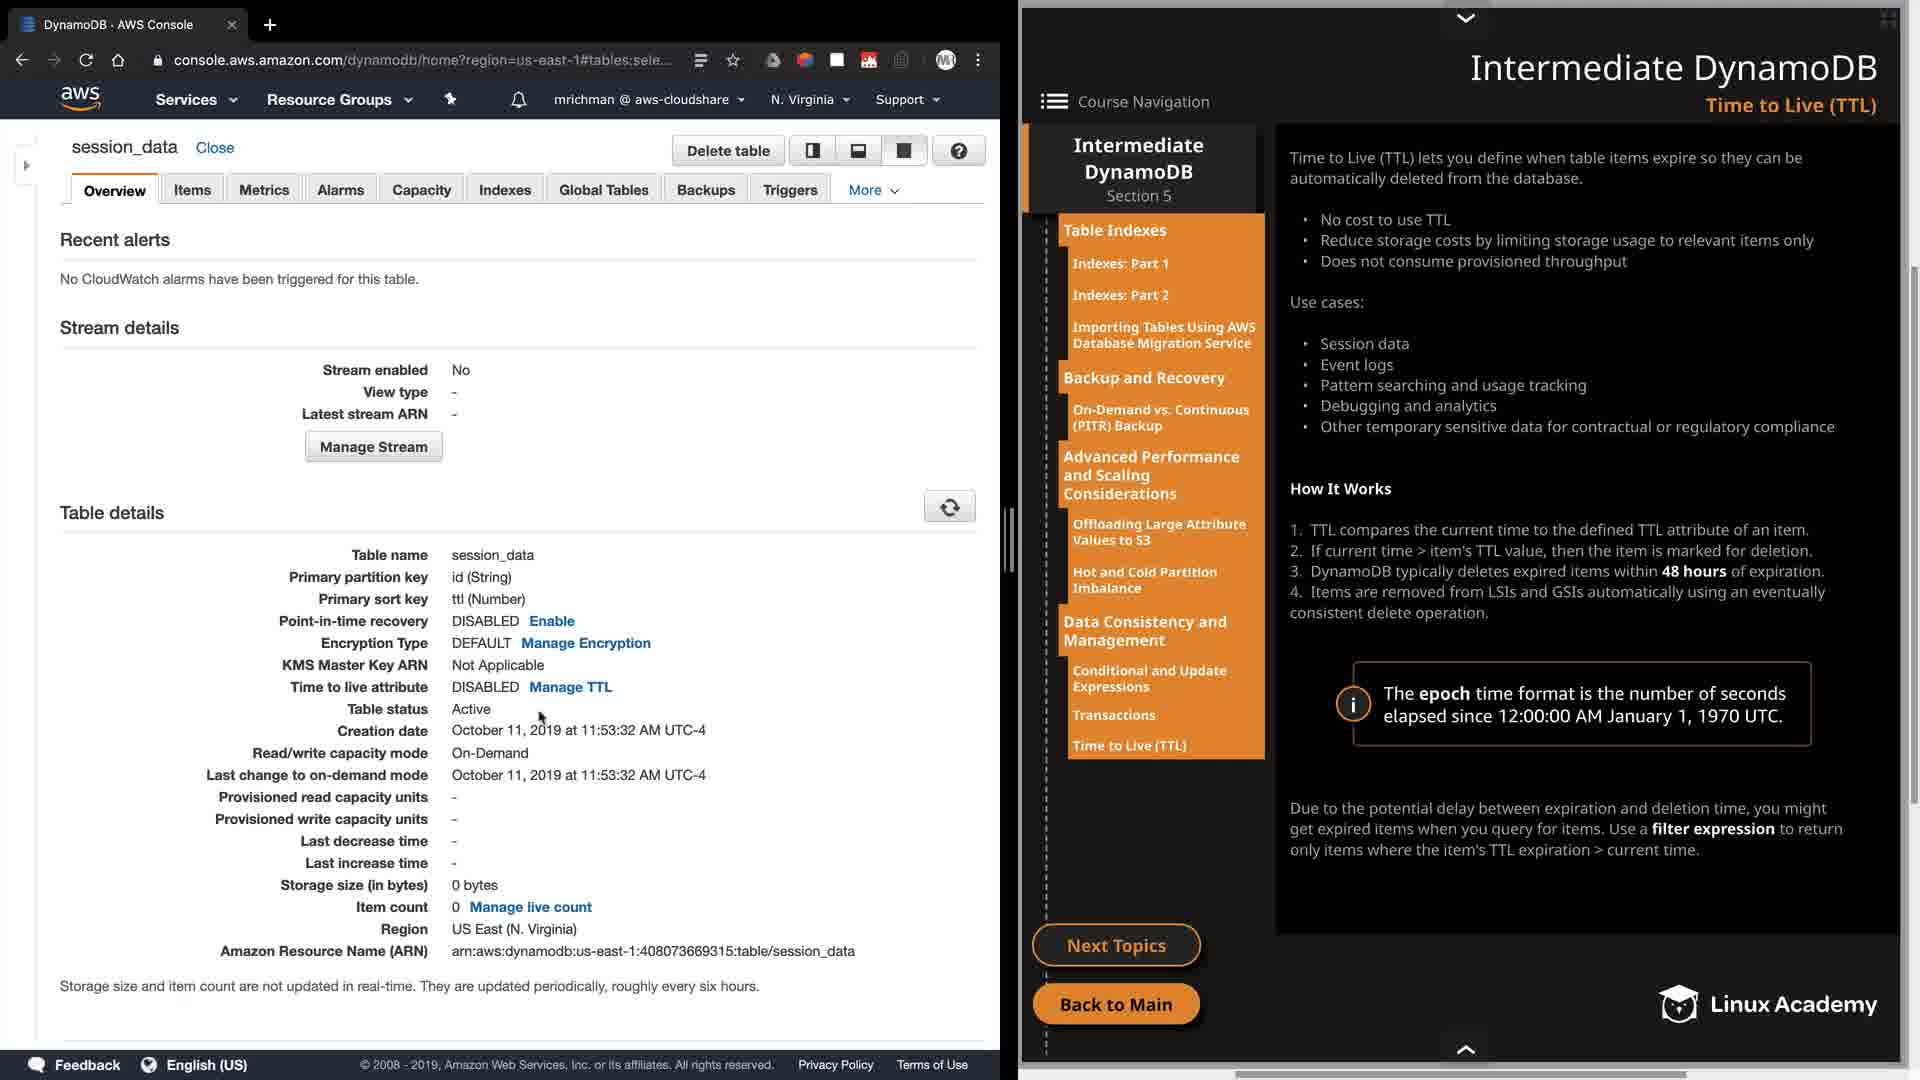 DynamoDB · AWS Console
console.aws.amazon.com/dynamodb/home?region=us-east-1#tables:sele...
aws
Services
Resource Groups
mrichman @ aws-cloudshare
N. Virginia
Support
session_data
Close
Delete table
Overview
Items
Metrics
Alarms
Capacity
Indexes
Global Tables
Backups
Triggers
More
Recent alerts
No CloudWatch alarms have been triggered for this table.
Stream details
Stream enabled No
View type -
Latest stream ARN -
Manage Stream
Table details
Table name session_data
Primary partition key id (String)
Primary sort key ttl (Number)
Point-in-time recovery DISABLED Enable
Encryption Type DEFAULT Manage Encryption
KMS Master Key ARN Not Applicable
Time to live attribute DISABLED Manage TTL
Table status Active
Creation date October 11, 2019 at 11:53:32 AM UTC-4
Read/write capacity mode On-Demand
Last change to on-demand mode October 11, 2019 at 11:53:32 AM UTC-4
Provisioned read capacity units -
Provisioned write capacity units -
Last decrease time -
Last increase time -
Storage size (in bytes) 0 bytes
Item count 0 Manage live count
Region US East (N. Virginia)
Amazon Resource Name (ARN) arn:aws:dynamodb:us-east-1:408073669315:table/session_data
Storage size and item count are not updated in real-time. They are updated periodically, roughly every six hours.
Feedback
English (US)
© 2008 - 2019, Amazon Web Services, Inc. or its affiliates. All rights reserved.
Privacy Policy
Terms of Use
Intermediate DynamoDB
Time to Live (TTL)
Course Navigation
Intermediate
DynamoDB
Section 5
Table Indexes
Indexes: Part 1
Indexes: Part 2
Importing Tables Using AWS
Database Migration Service
Backup and Recovery
On-Demand vs. Continuous
(PITR) Backup
Advanced Performance
and Scaling
Considerations
Offloading Large Attribute
Values to S3
Hot and Cold Partition
Imbalance
Data Consistency and
Management
Conditional and Update
Expressions
Transactions
Time to Live (TTL)
Next Topics
Back to Main
Time to Live (TTL) lets you define when table items expire so they can be
automatically deleted from the database.
• No cost to use TTL
• Reduce storage costs by limiting storage usage to relevant items only
• Does not consume provisioned throughput
Use cases:
• Session data
• Event logs
• Pattern searching and usage tracking
• Debugging and analytics
• Other temporary sensitive data for contractual or regulatory compliance
How It Works
1. TTL compares the current time to the defined TTL attribute of an item.
2. If current time > item's TTL value, then the item is marked for deletion.
3. DynamoDB typically deletes expired items within 48 hours of expiration.
4. Items are removed from LSIs and GSIs automatically using an eventually
consistent delete operation.
i
The epoch time format is the number of seconds
elapsed since 12:00:00 AM January 1, 1970 UTC.
Due to the potential delay between expiration and deletion time, you might
get expired items when you query for items. Use a filter expression to return
only items where the item's TTL expiration > current time.
Linux Academy